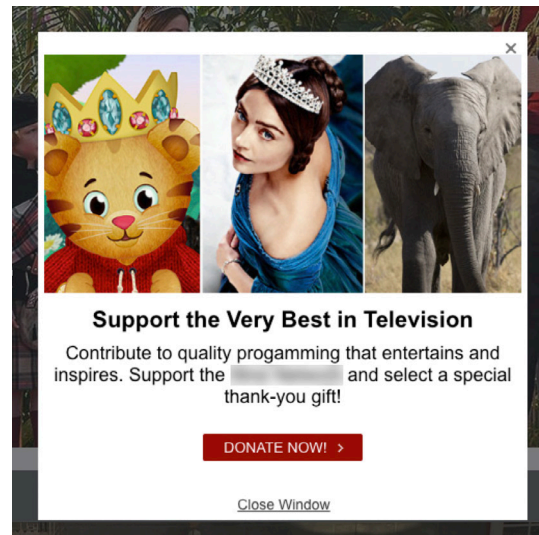 ×
Support the Very Best in Television
Contribute to quality progamming that entertains and
inspires. Support the and select a special
thank-you gift!
DONATE NOW! >
Close Window